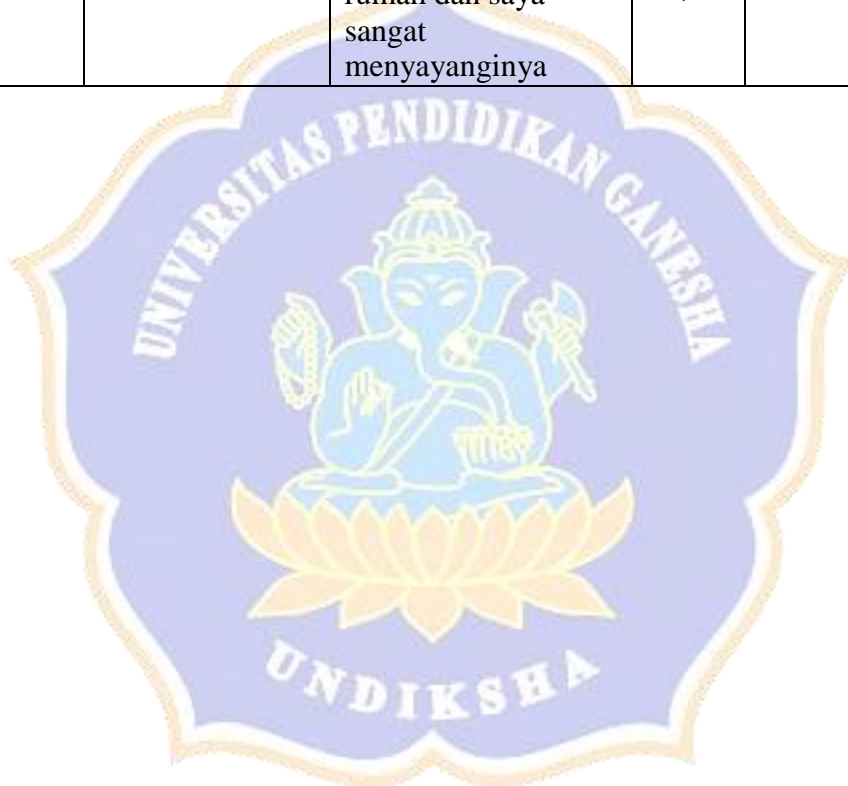 rumah dan saya
sangat
menyayanginya
UNIVERSITAS PENDIDIKAN GANESHA
UNDIKSHA